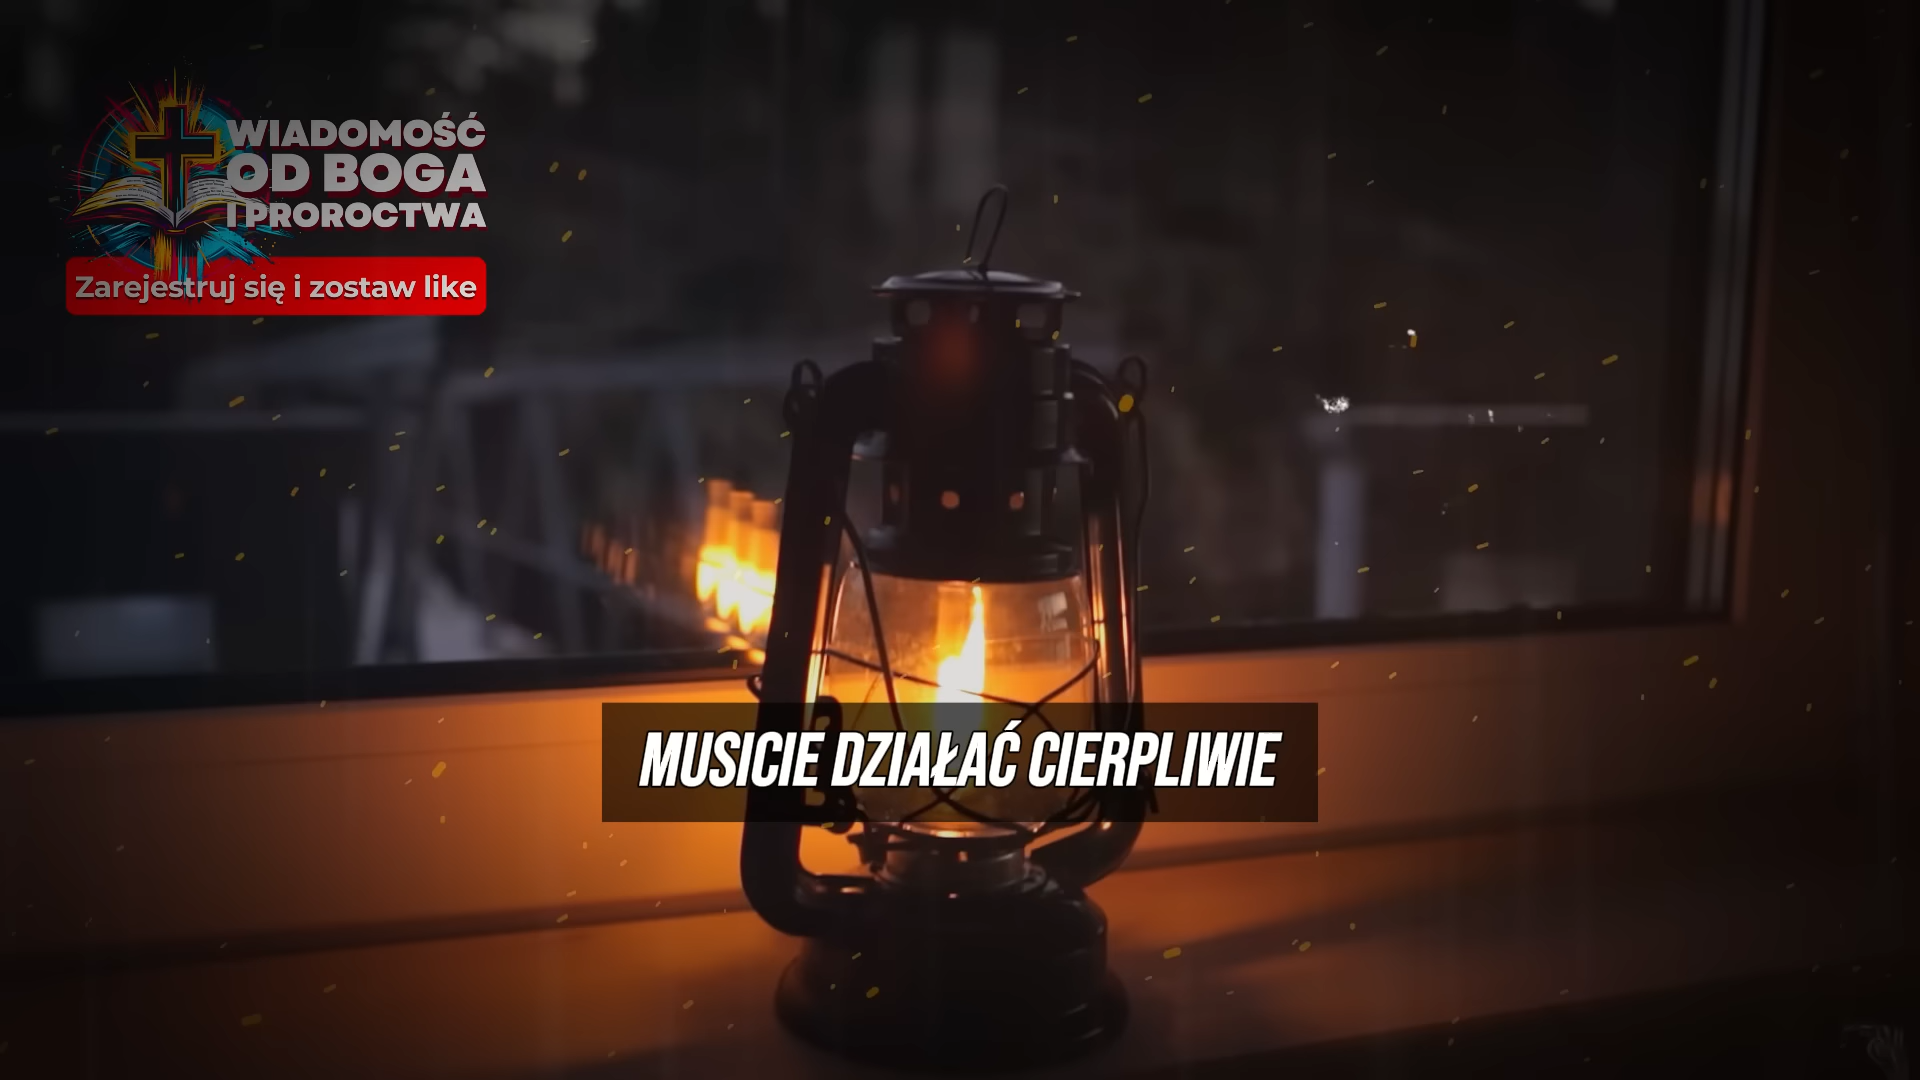 WIADOMOŚĆ
OD BOGA
I PROROCTWA
Zarejestruj się i zostaw like
MUSICIE DZIAŁAĆ CIERPLIWIE